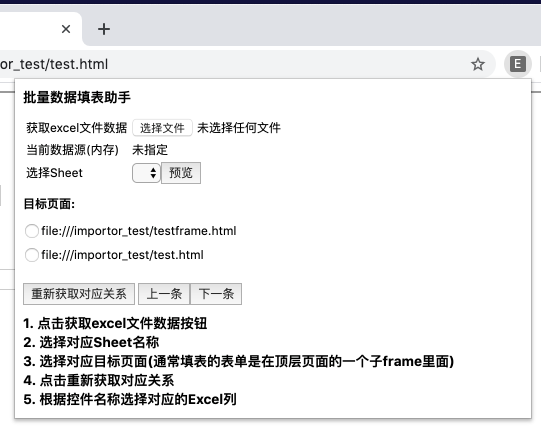 or_test/test.html
E
批量数据填表助手
获取excel文件数据 选择文件 未选择任何文件
当前数据源(内存) 未指定
选择Sheet 预览
目标页面:
file:///importor_test/testframe.html
file:///importor_test/test.html
重新获取对应关系 上一条 下一条
1. 点击获取excel文件数据按钮
2. 选择对应Sheet名称
3. 选择对应目标页面(通常填表的表单是在顶层页面的一个子frame里面)
4. 点击重新获取对应关系
5. 根据控件名称选择对应的Excel列